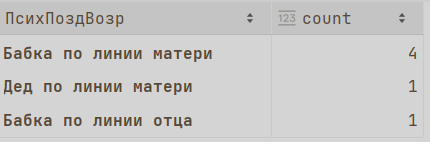 ПсихПоздВозр 123 count
Бабка по линии матери 4
Дед по линии матери 1
Бабка по линии отца 1